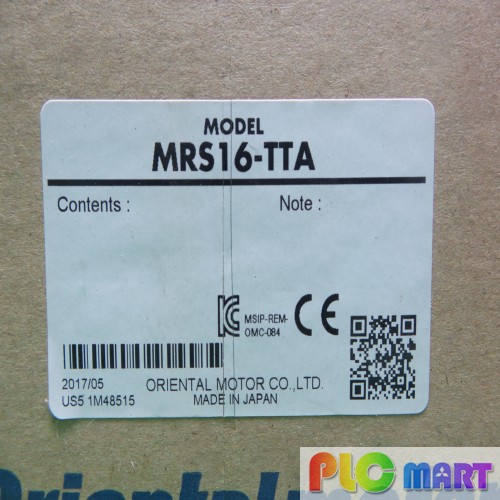 MODEL
MRS16-TTA
Contents :
Note :
MSIP-REM-
OMC-084
CE
2017/05
US5 1M48515
ORIENTAL MOTOR CO.,LTD.
MADE IN JAPAN
PLC MART
Oriental